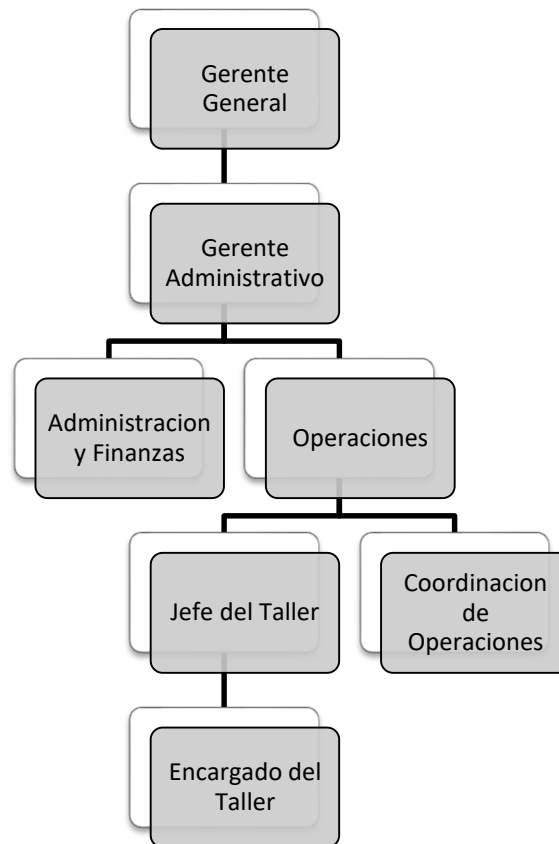 Gerente
General
Gerente
Administrativo
Administracion
y Finanzas
Operaciones
Jefe del Taller
Coordinacion
de
Operaciones
Encargado del
Taller